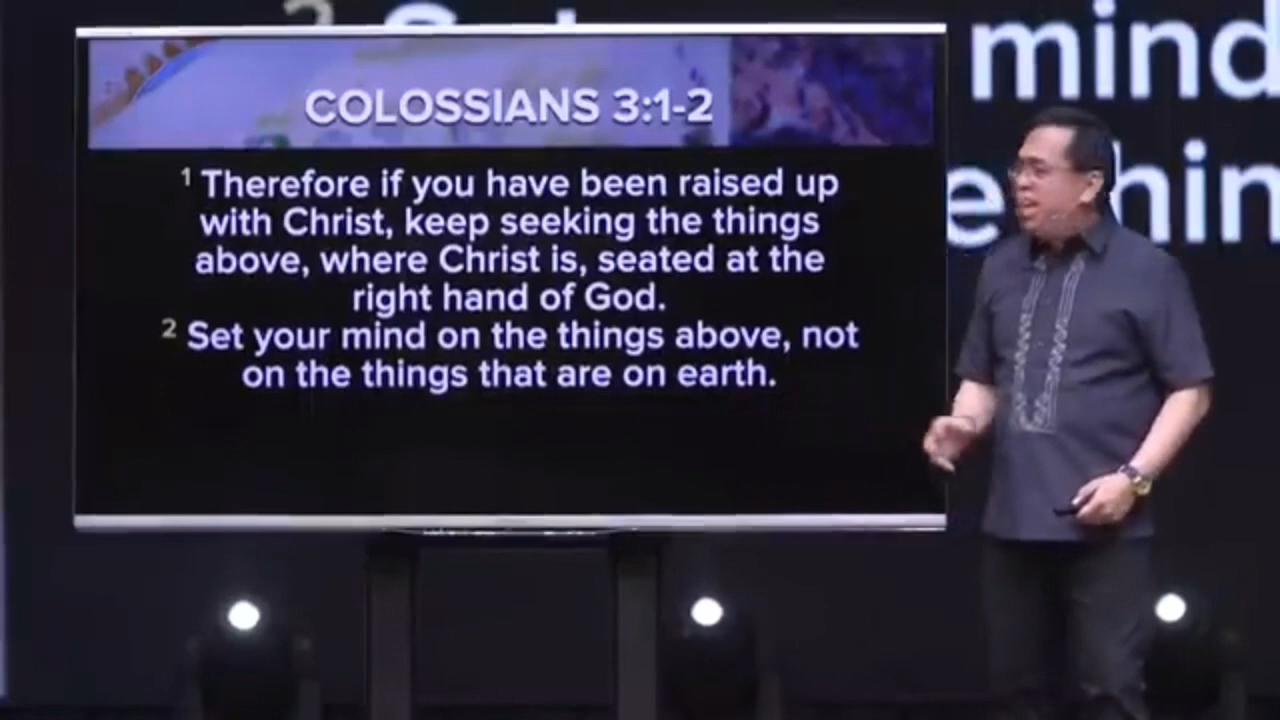 COLOSSIANS 3:1-2
1 Therefore if you have been raised up
with Christ, keep seeking the things
above, where Christ is, seated at the
right hand of God.
2 Set your mind on the things above, not
on the things that are on earth.
mind